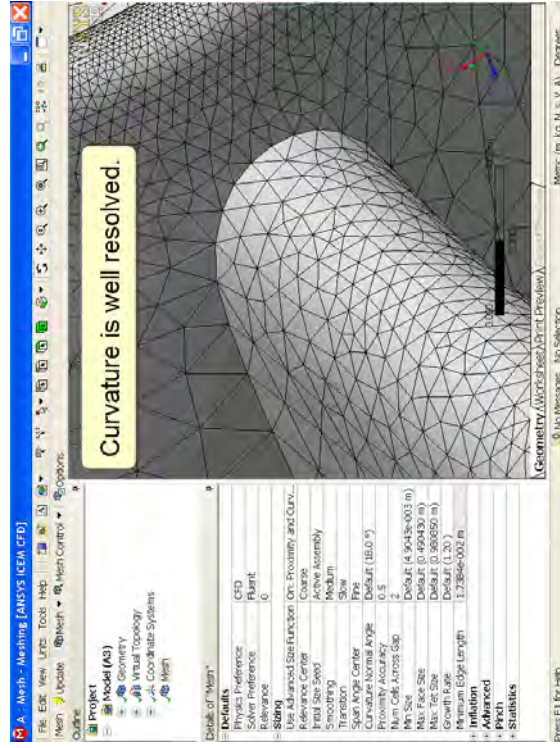 A : Mesh - Meshing [ANSYS ICEM CFD]
File Edit View Units Tools Help
Mesh Update Mesh Mesh Control Options
Outline
Project
Model (A3)
Geometry
Virtual Topology
Coordinate Systems
Mesh
Details of "Mesh"
Defaults
Physics Preference CFD
Solver Preference Fluent
Relevance 0
Sizing
Use Advanced Size Function On: Proximity and Curv...
Relevance Center Coarse
Initial Size Seed Active Assembly
Smoothing Medium
Transition Slow
Span Angle Center Fine
Curvature Normal Angle Default (18.0 °)
Proximity Accuracy 0.5
Num Cells Across Gap 2
Min Size Default (4.9043e-003 m)
Max Face Size Default (0.490430 m)
Max Tet Size Default (0.980850 m)
Growth Rate Default (1.20 )
Minimum Edge Length 1.7384e-002 m
Inflation
Advanced
Pinch
Statistics
Curvature is well resolved.
Geometry Worksheet Print Preview
No Messages No Selection